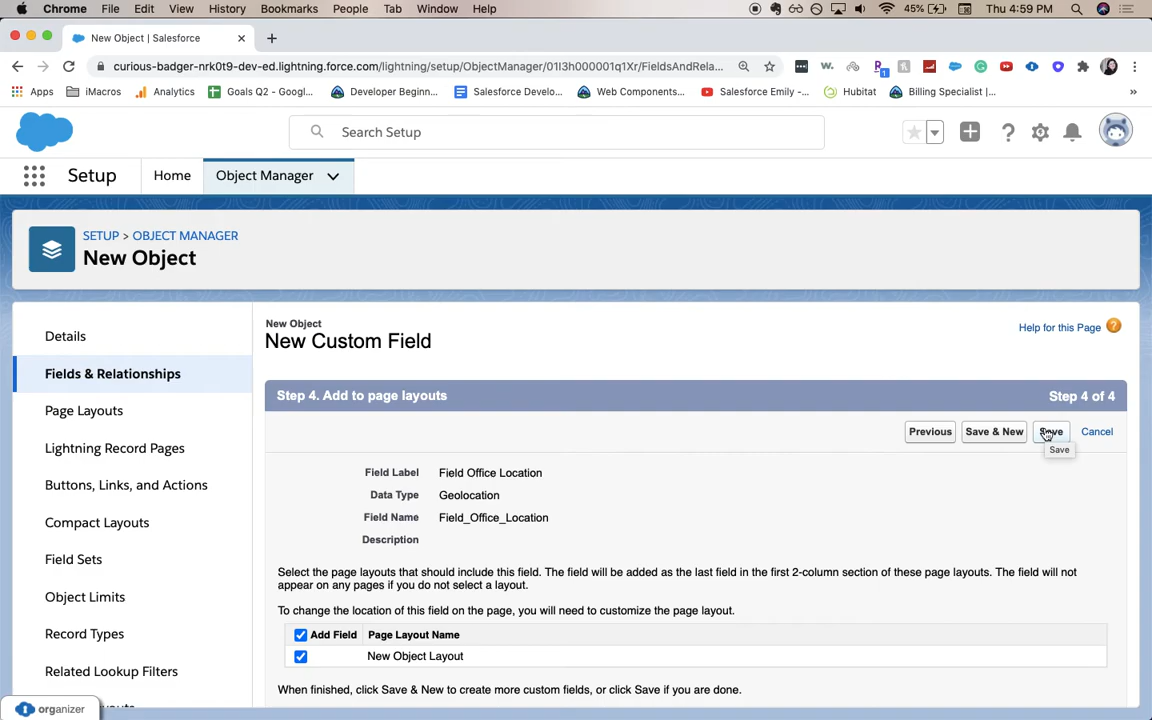 Chrome File Edit View History Bookmarks People Tab Window Help 45% Thu 4:59 PM
New Object | Salesforce
curious-badger-nrk0t9-dev-ed.lightning.force.com/lightning/setup/ObjectManager/01I3h000001q1Xr/FieldsAndRela...
Apps iMacros Analytics Goals Q2 - Googl... Developer Beginn... Salesforce Develo... Web Components... Salesforce Emily -... Hubitat Billing Specialist |... »
Search Setup
Setup Home Object Manager
SETUP > OBJECT MANAGER
New Object
Details
Fields & Relationships
Page Layouts
Lightning Record Pages
Buttons, Links, and Actions
Compact Layouts
Field Sets
Object Limits
Record Types
Related Lookup Filters
organizer
New Object
New Custom Field
Help for this Page ?
Step 4. Add to page layouts Step 4 of 4
Previous Save & New Save Cancel
Save
Field Label Field Office Location
Data Type Geolocation
Field Name Field_Office_Location
Description
Select the page layouts that should include this field. The field will be added as the last field in the first 2-column section of these page layouts. The field will not
appear on any pages if you do not select a layout.
To change the location of this field on the page, you will need to customize the page layout.
Add Field Page Layout Name
New Object Layout
When finished, click Save & New to create more custom fields, or click Save if you are done.